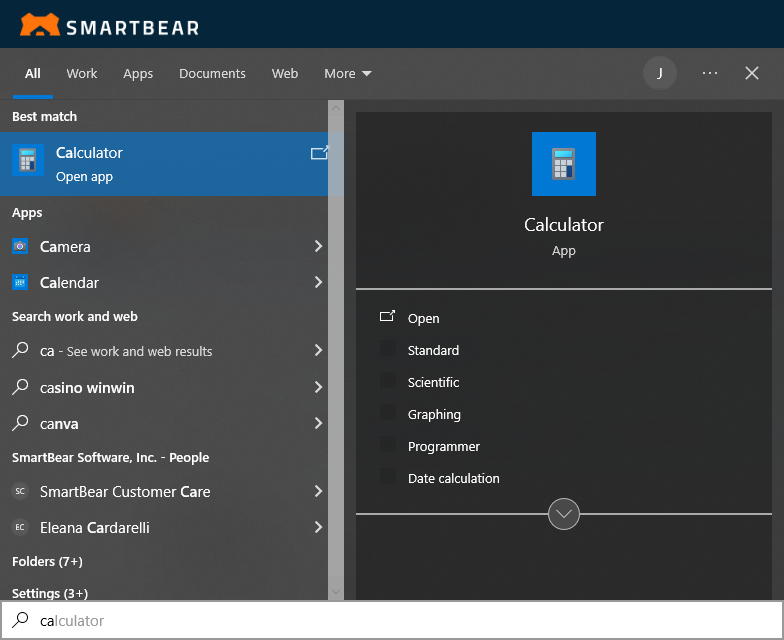 SMARTBEAR
All Work Apps Documents Web More J ...
Best match
Calculator
Open app
Apps
Camera
Calendar
Search work and web
ca - See work and web results
casino winwin
canva
SmartBear Software, Inc. - People
SC SmartBear Customer Care
EC Eleana Cardarelli
Folders (7+)
Settings (3+)
calculator
Calculator
App
Open
Standard
Scientific
Graphing
Programmer
Date calculation